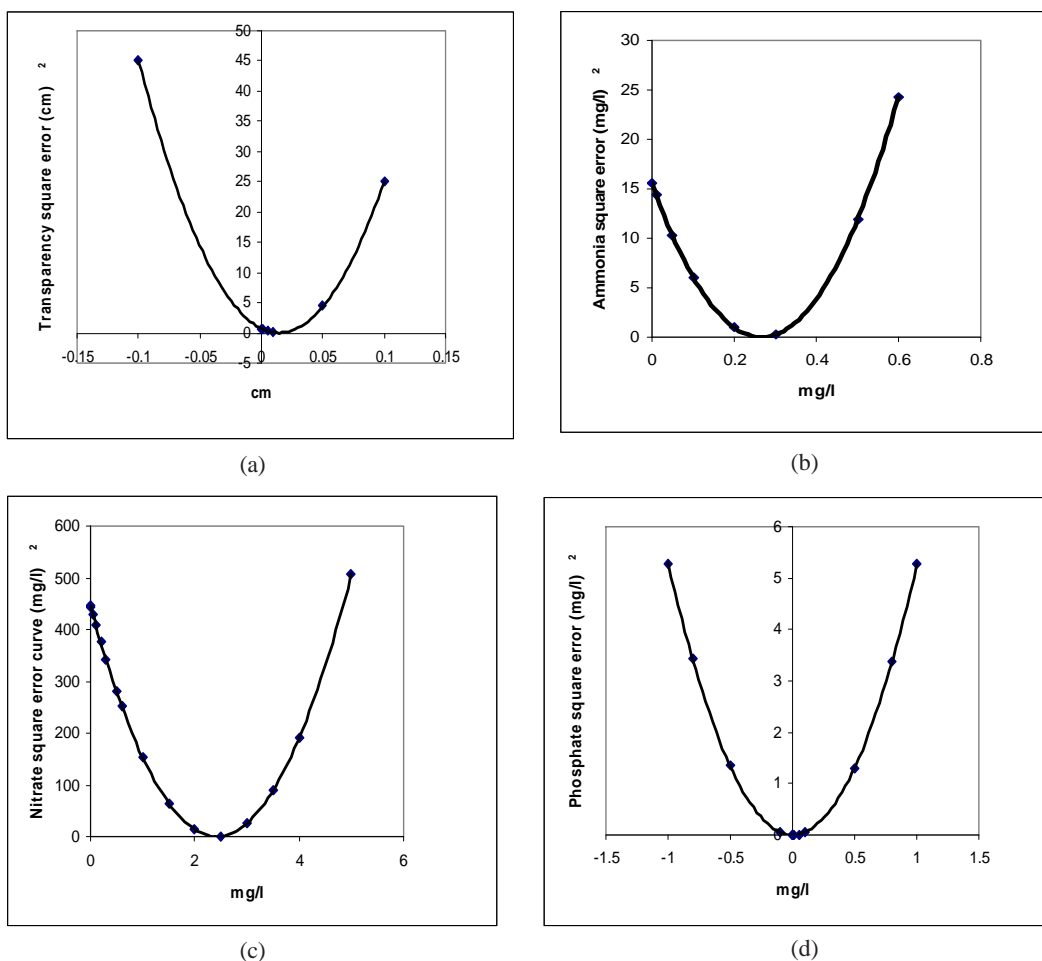 Transparency square error (cm) 2
50
45
40
35
30
25
20
15
10
5
0
-5
-0.15 -0.1 -0.05 0 0.05 0.1 0.15
cm
(a)
Ammonia square error (mg/l) 2
30
25
20
15
10
5
0
0 0.2 0.4 0.6 0.8
mg/l
(b)
Nitrate square error curve (mg/l) 2
600
500
400
300
200
100
0
0 2 4 6
mg/l
(c)
Phosphate square error (mg/l) 2
6
5
4
3
2
1
0
-1.5 -1 -0.5 0 0.5 1 1.5
mg/l
(d)